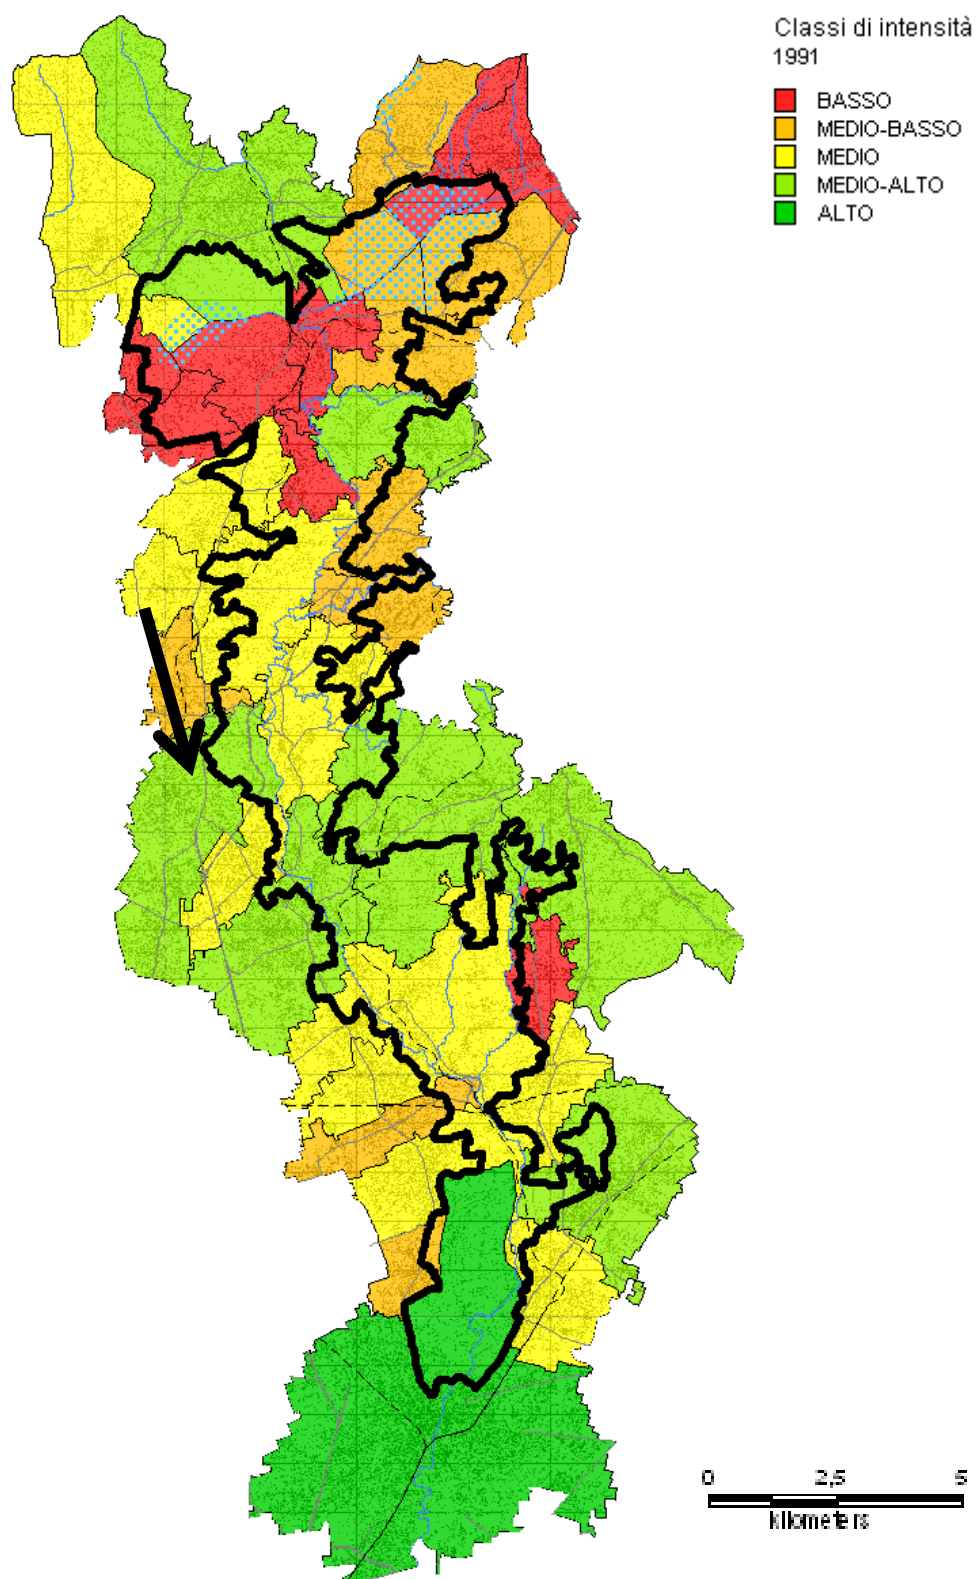 Classi di intensità
1991
BASSO
MEDIO-BASSO
MEDIO
MEDIO-ALTO
ALTO
0 2,5 5
kilometers